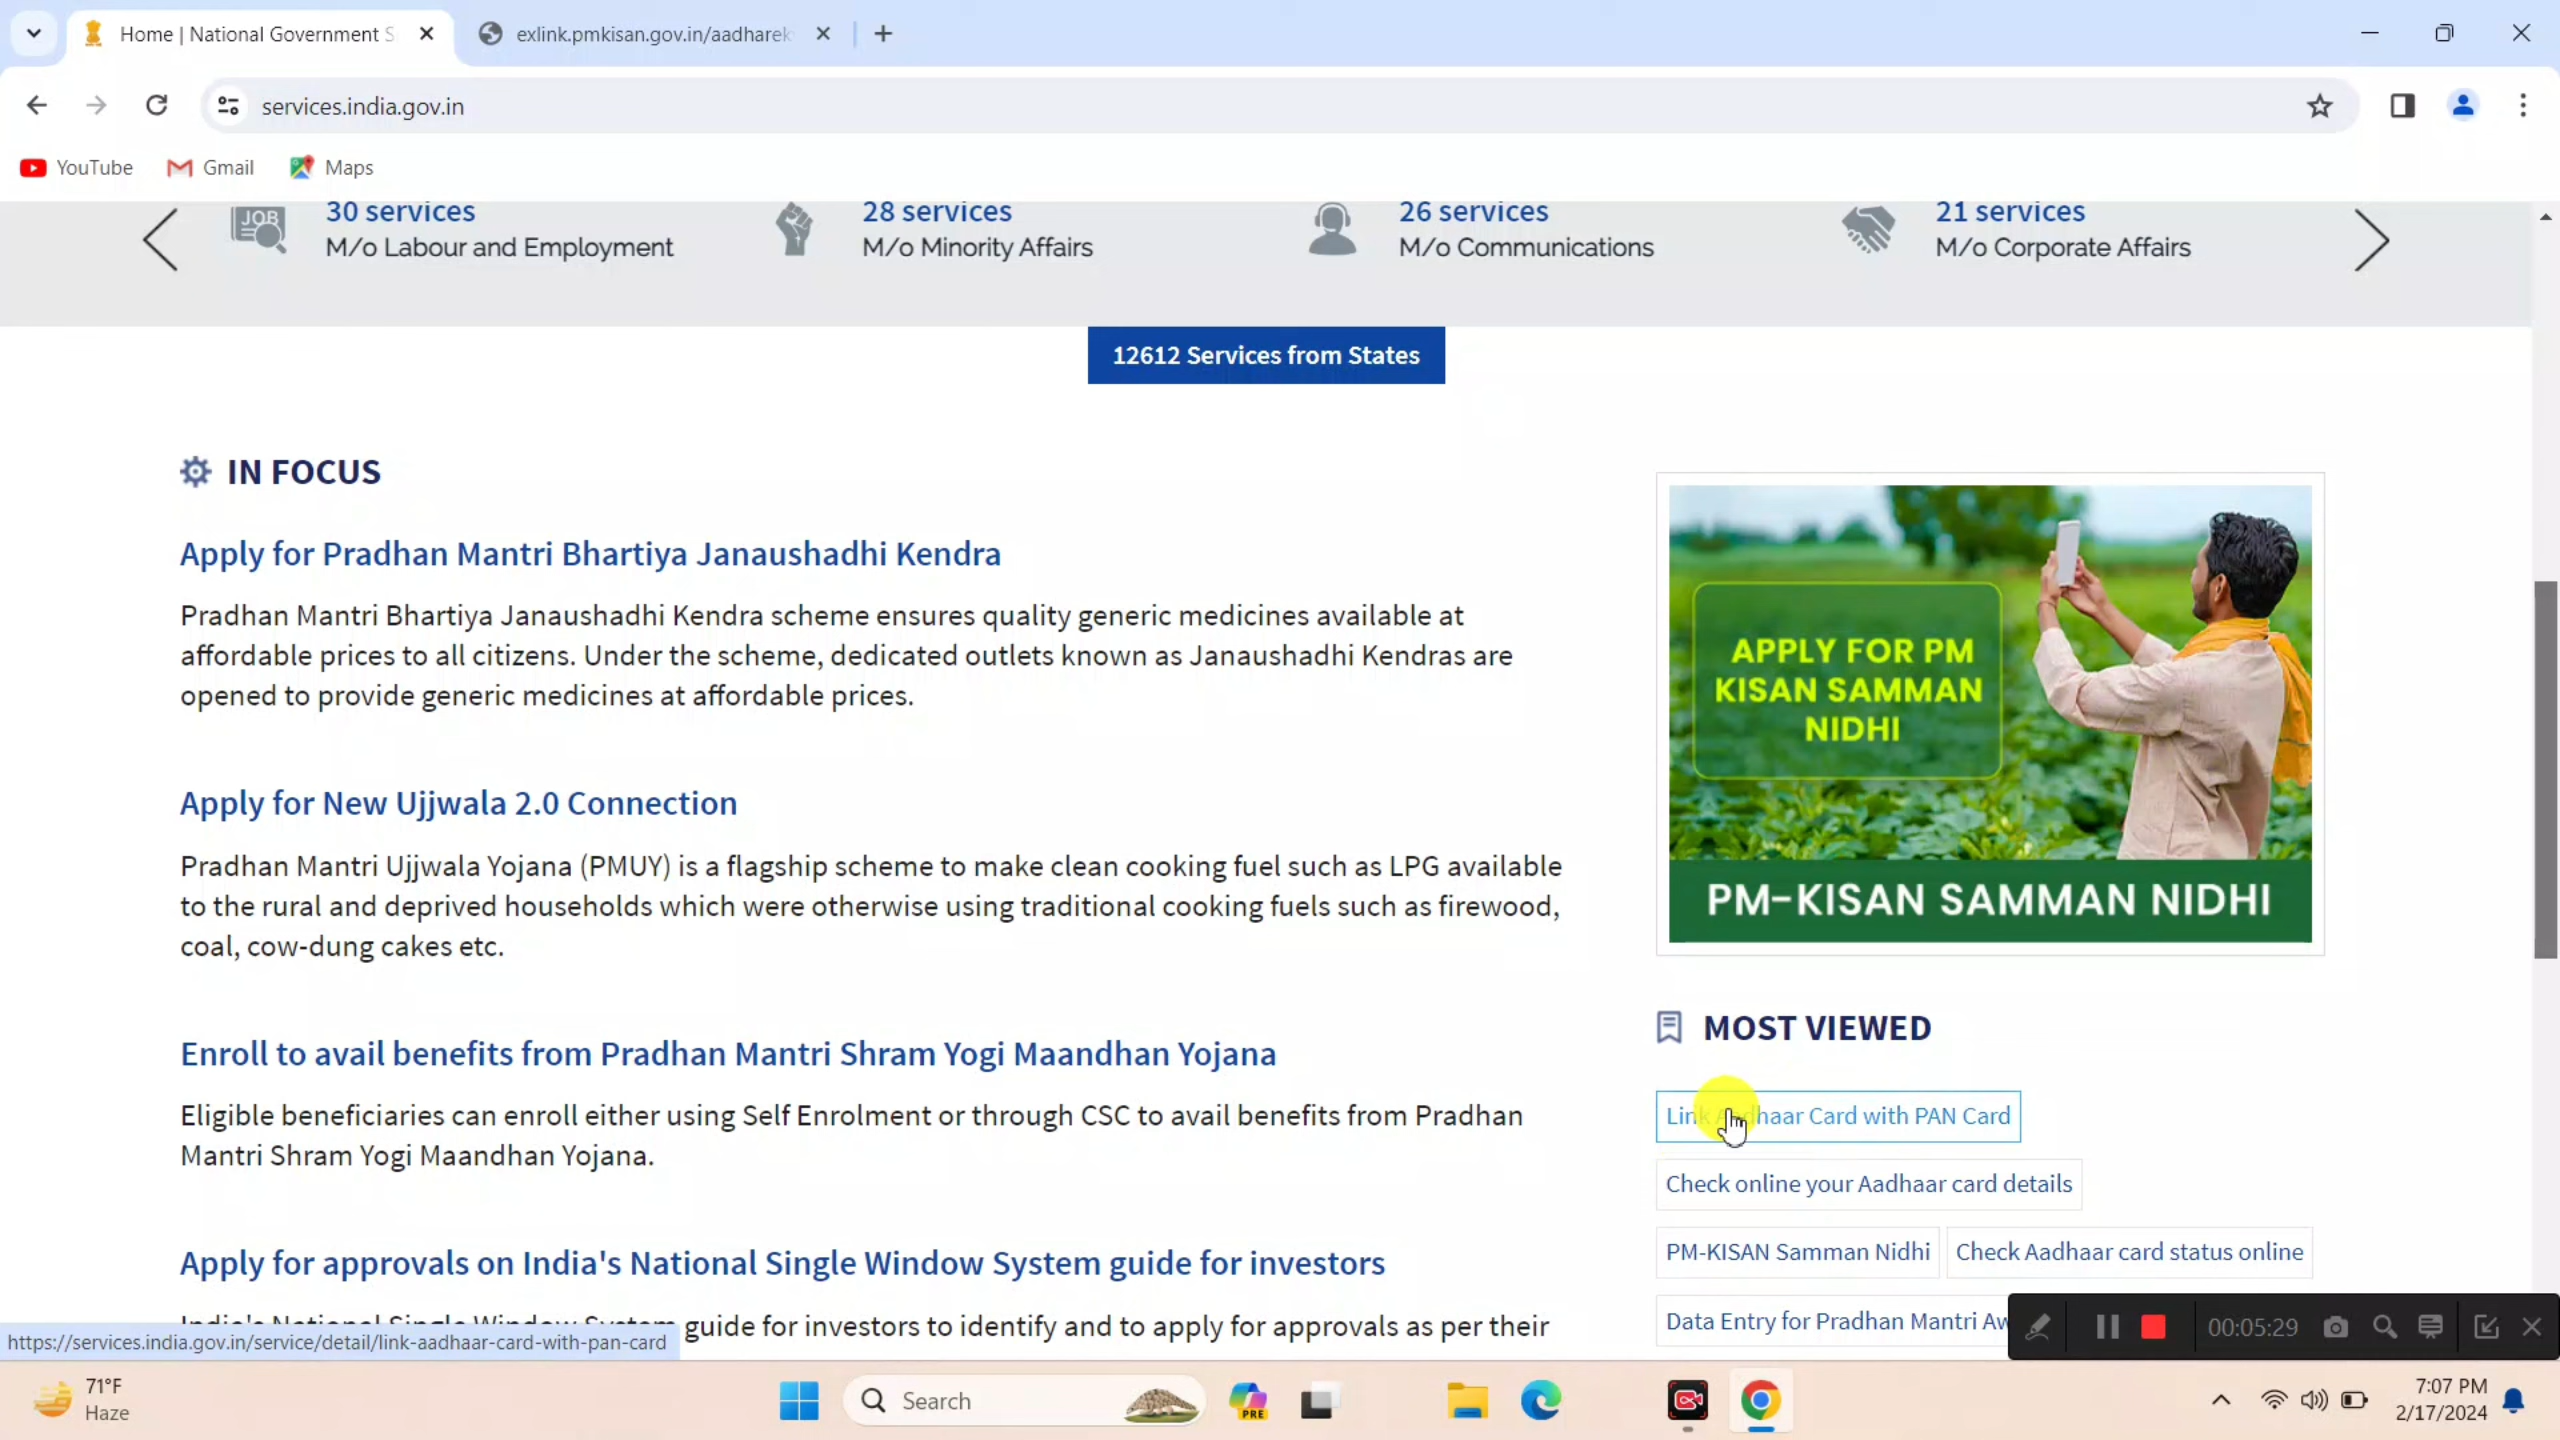 Home | National Government S
exlink.pmkisan.gov.in/aadharek
services.india.gov.in
YouTube
Gmail
Maps
30 services
M/o Labour and Employment
28 services
M/o Minority Affairs
26 services
M/o Communications
21 services
M/o Corporate Affairs
JOB
12612 Services from States
IN FOCUS
Apply for Pradhan Mantri Bhartiya Janaushadhi Kendra
Pradhan Mantri Bhartiya Janaushadhi Kendra scheme ensures quality generic medicines available at
affordable prices to all citizens. Under the scheme, dedicated outlets known as Janaushadhi Kendras are
opened to provide generic medicines at affordable prices.
Apply for New Ujjwala 2.0 Connection
Pradhan Mantri Ujjwala Yojana (PMUY) is a flagship scheme to make clean cooking fuel such as LPG available
to the rural and deprived households which were otherwise using traditional cooking fuels such as firewood,
coal, cow-dung cakes etc.
Enroll to avail benefits from Pradhan Mantri Shram Yogi Maandhan Yojana
Eligible beneficiaries can enroll either using Self Enrolment or through CSC to avail benefits from Pradhan
Mantri Shram Yogi Maandhan Yojana.
Apply for approvals on India's National Single Window System guide for investors
India's National Single Window System guide for investors to identify and to apply for approvals as per their
APPLY FOR PM
KISAN SAMMAN
NIDHI
PM-KISAN SAMMAN NIDHI
MOST VIEWED
Link Aadhaar Card with PAN Card
Check online your Aadhaar card details
PM-KISAN Samman Nidhi
Check Aadhaar card status online
Data Entry for Pradhan Mantri Aw
00:05:29
https://services.india.gov.in/service/detail/link-aadhaar-card-with-pan-card
71°F
Haze
Search
PRE
7:07 PM
2/17/2024